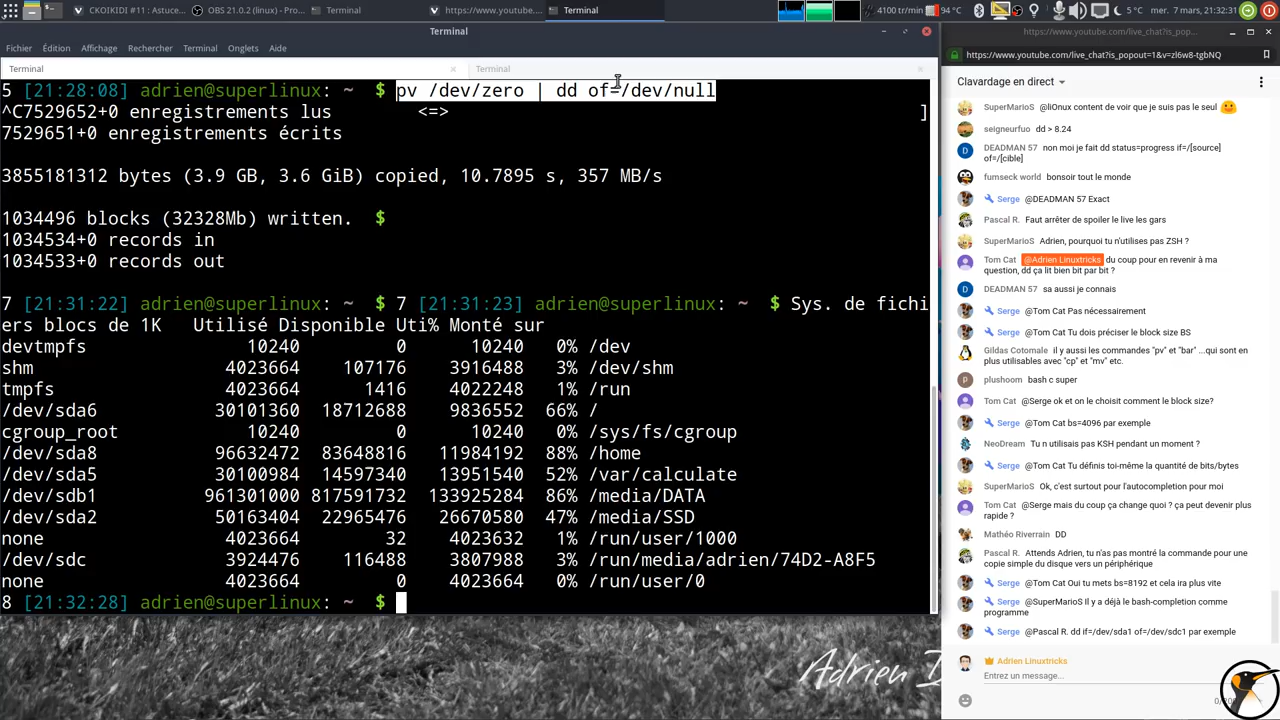 CKOIKIDI #11 : Astuce...
OBS 21.0.2 (linux) - Pro...
Terminal
https://www.youtube...
Terminal
4100 tr/min
94 °C
5 °C
mer. 7 mars, 21:32:31
Terminal
Fichier Édition Affichage Rechercher Terminal Onglets Aide
Terminal × Terminal ×
5 [21:28:08] adrien@superlinux: ~ $ pv /dev/zero | dd of=/dev/null
^C7529652+0 enregistrements lus <=> ]
7529651+0 enregistrements écrits
3855181312 bytes (3.9 GB, 3.6 GiB) copied, 10.7895 s, 357 MB/s
1034496 blocks (32328Mb) written. $
1034534+0 records in
1034533+0 records out
7 [21:31:22] adrien@superlinux: ~ $ 7 [21:31:23] adrien@superlinux: ~ $ Sys. de fichi
ers blocs de 1K Utilisé Disponible Uti% Monté sur
devtmpfs 10240 0 10240 0% /dev
shm 4023664 107176 3916488 3% /dev/shm
tmpfs 4023664 1416 4022248 1% /run
/dev/sda6 30101360 18712688 9836552 66% /
cgroup_root 10240 0 10240 0% /sys/fs/cgroup
/dev/sda8 96632472 83648816 11984192 88% /home
/dev/sda5 30100304 14597340 13951540 52% /var/calculate
/dev/sdb1 961301000 817591732 133925284 86% /media/DATA
/dev/sda2 50163708 22965476 26670580 47% /media/SSD
none 4023664 32 4023632 1% /run/user/1000
/dev/sdc 3924476 116488 3807988 3% /run/media/adrien/74D2-A8F5
none 4023664 0 4023664 0% /run/user/0
8 [21:32:28] adrien@superlinux: ~ $
Adrien
https://www.youtube.com/live_chat?is_pop...
https://www.youtube.com/live_chat?is_popout=1&v=zl6w8-tgbNQ
Clavardage en direct
SuperMarioS @liOnux content de voir que je suis pas le seul
seigneurfuo dd > 8.24
DEADMAN 57 non moi je fait dd status=progress if=/[source]
of=/[cible]
fumseck world bonsoir tout le monde
Serge @DEADMAN 57 Exact
Pascal R. Faut arrêter de spoiler le live les gars
SuperMarioS Adrien, pourquoi tu n'utilises pas ZSH ?
Tom Cat @Adrien Linuxtricks du coup pour en revenir à ma
question, dd ça lit bien bit par bit ?
DEADMAN 57 sa aussi je connais
Serge @Tom Cat Pas nécessairement
Serge @Tom Cat Tu dois préciser le block size BS
Gildas Cotomale il y aussi les commandes "pv" et "bar" ...qui sont en
plus utilisables avec "cp" et "mv" etc.
plushoom bash c super
Tom Cat @Serge ok et on le choisit comment le block size?
Serge @Tom Cat bs=4096 par exemple
NeoDream Tu n utilisais pas KSH pendant un moment ?
Serge @Tom Cat Tu définis toi-même la quantité de bits/bytes
SuperMarioS Ok, c'est surtout pour l'autocompletion pour moi
Tom Cat @Serge mais du coup ça change quoi ? ça peut devenir plus
rapide ?
Mathéo Riverrain DD
Pascal R. Attends Adrien, tu n'as pas montré la commande pour une
copie simple du disque vers un périphérique
Serge @Tom Cat Oui tu mets bs=8192 et cela ira plus vite
Serge @SuperMarioS Il y a déjà le bash-completion comme
programme
Serge @Pascal R. dd if=/dev/sda1 of=/dev/sdc1 par exemple
Adrien Linuxtricks
Entrez un message...